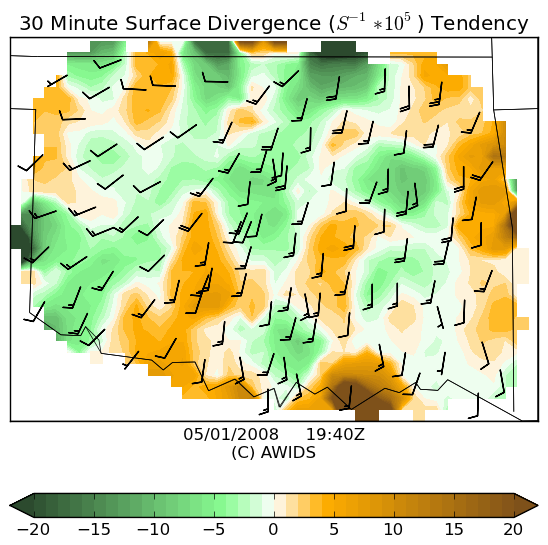 30 Minute Surface Divergence (S⁻¹ *10⁵ ) Tendency
05/01/2008 19:40Z
(C) AWIDS
−20 −15 −10 −5 0 5 10 15 20